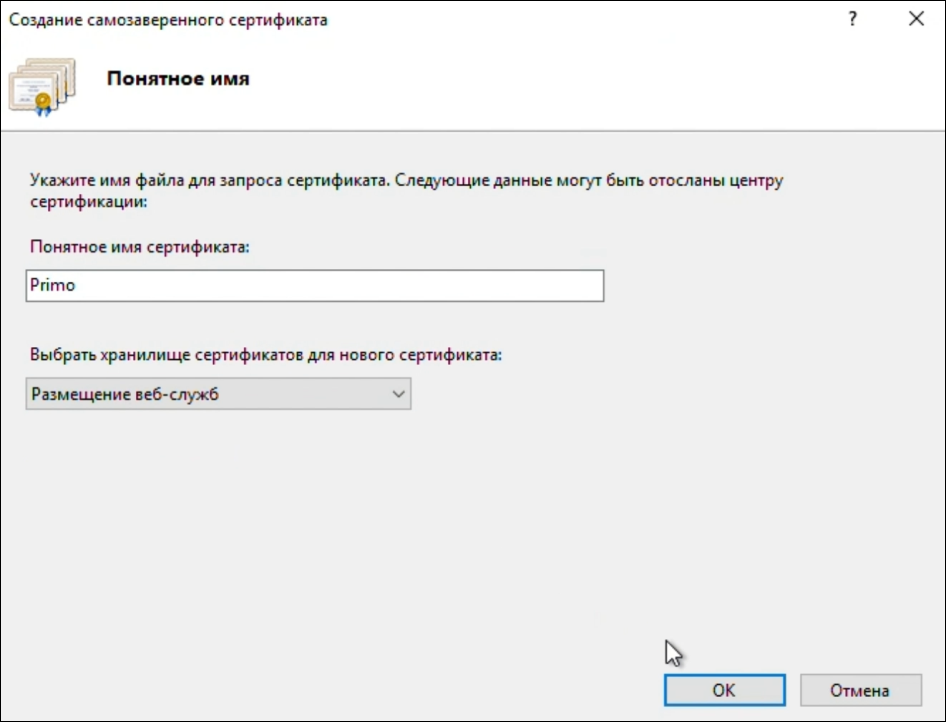 Создание самозаверенного сертификата
?
Понятное имя
Укажите имя файла для запроса сертификата. Следующие данные могут быть отосланы центру
сертификации:
Понятное имя сертификата:
Primo
Выбрать хранилище сертификатов для нового сертификата:
Размещение веб-служб
ОК
Отмена